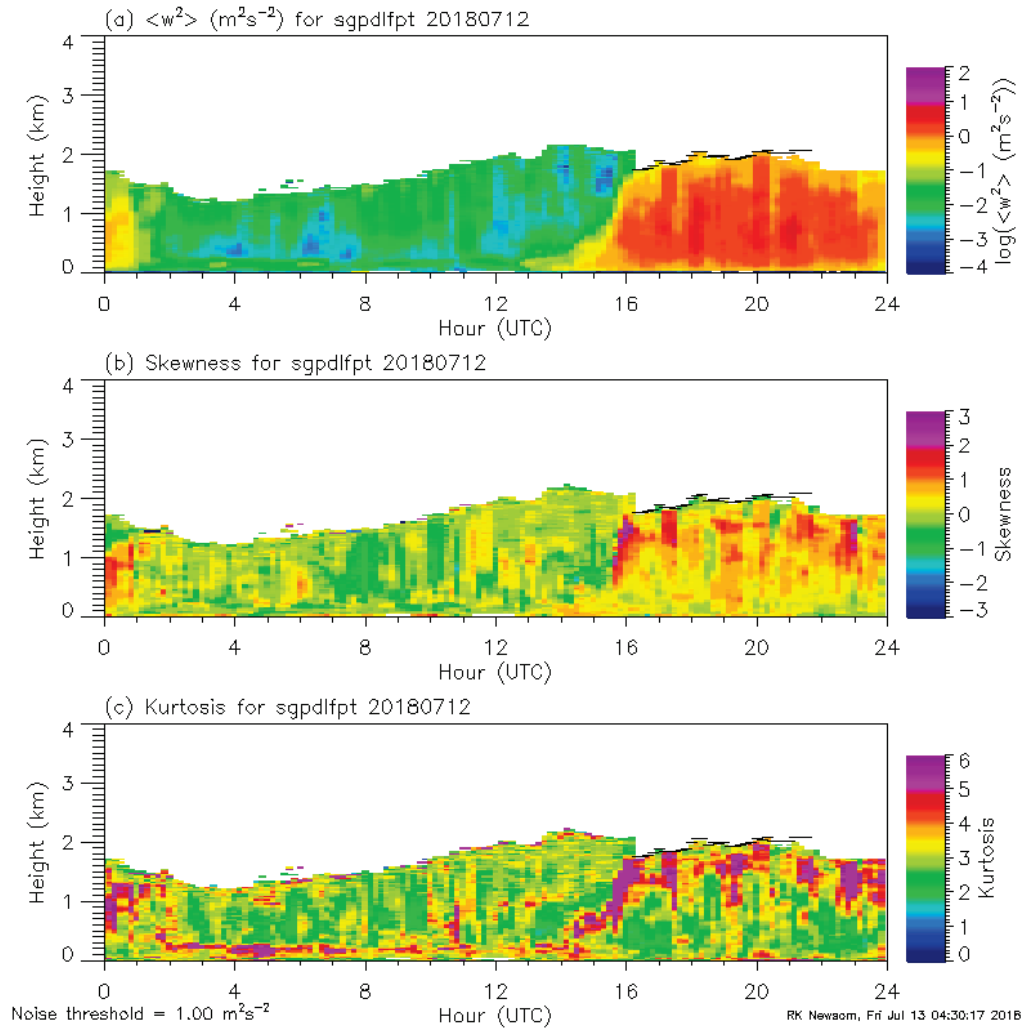 (a) <w²> (m²s⁻²) for sgpdlfpt 20180712
4
3
2
1
0
Height (km)
0 4 8 12 16 20 24
Hour (UTC)
2
1
0
−1
−2
−3
−4
log(<w²> (m²s⁻²))
(b) Skewness for sgpdlfpt 20180712
4
3
2
1
0
Height (km)
0 4 8 12 16 20 24
Hour (UTC)
3
2
1
0
−1
−2
−3
Skewness
(c) Kurtosis for sgpdlfpt 20180712
4
3
2
1
0
Height (km)
0 4 8 12 16 20 24
Hour (UTC)
6
5
4
3
2
1
0
Kurtosis
Noise threshold = 1.00 m²s⁻²
RK Newsom, Fri Jul 13 04:30:17 2018